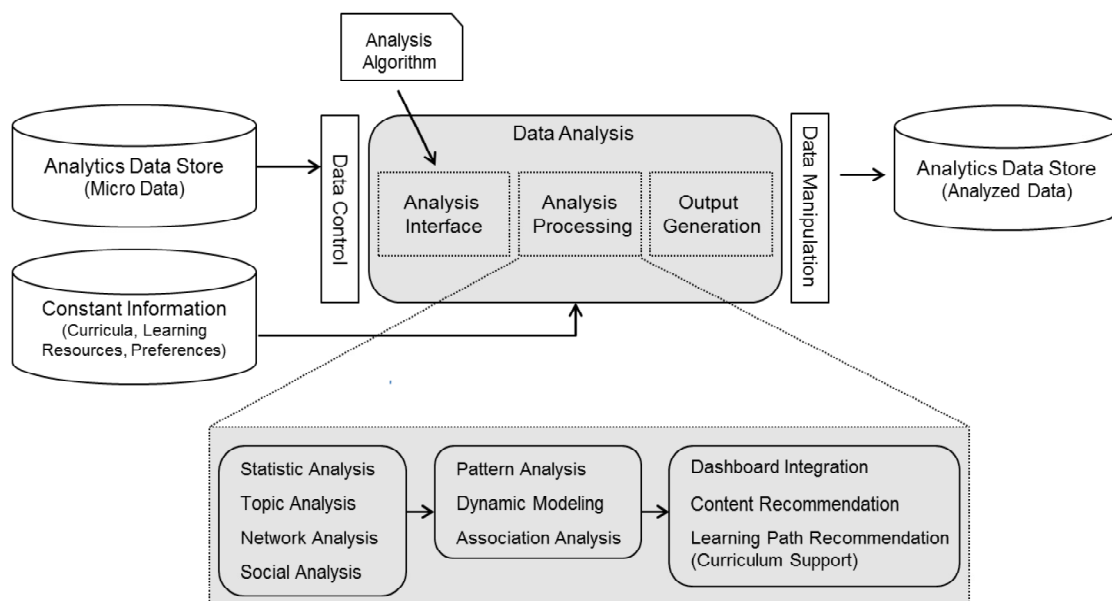 Analysis
Algorithm
Analytics Data Store
(Micro Data)
Data Control
Data Analysis
Analysis
Interface
Analysis
Processing
Output
Generation
Data Manipulation
Analytics Data Store
(Analyzed Data)
Constant Information
(Curricula, Learning
Resources, Preferences)
Statistic Analysis
Topic Analysis
Network Analysis
Social Analysis
Pattern Analysis
Dynamic Modeling
Association Analysis
Dashboard Integration
Content Recommendation
Learning Path Recommendation
(Curriculum Support)